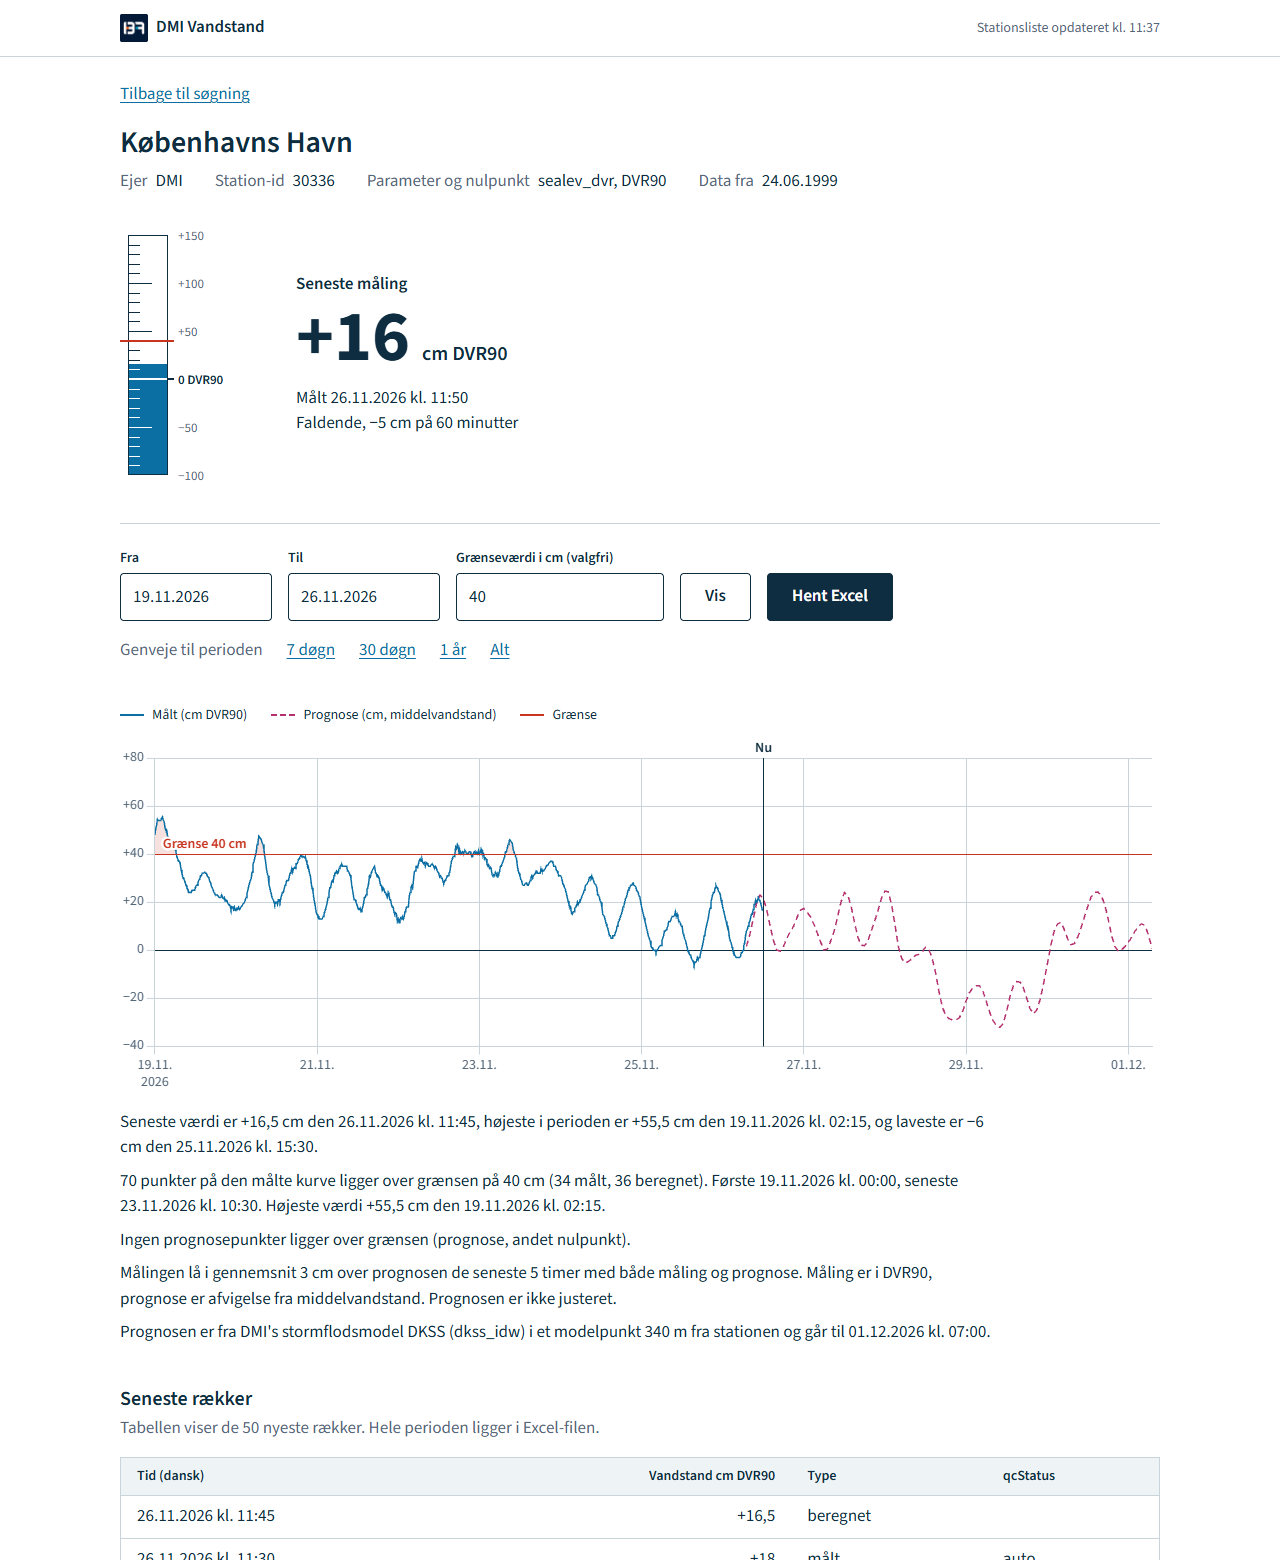 DMI Vandstand
Stationsliste opdateret kl. 11:37
Tilbage til søgning
Københavns Havn
Ejer DMI Station-id 30336 Parameter og nulpunkt sealev_dvr, DVR90 Data fra 24.06.1999
+150
+100
+50
0 DVR90
−50
−100
Seneste måling
+16 cm DVR90
Målt 26.11.2026 kl. 11:50
Faldende, −5 cm på 60 minutter
Fra Til Grænseværdi i cm (valgfri)
19.11.2026 26.11.2026 40 Vis Hent Excel
Genveje til perioden 7 døgn 30 døgn 1 år Alt
Målt (cm DVR90) Prognose (cm, middelvandstand) Grænse
Nu
+80
+60
Grænse 40 cm
+40
+20
0
−20
−40
19.11. 21.11. 23.11. 25.11. 27.11. 29.11. 01.12.
2026
Seneste værdi er +16,5 cm den 26.11.2026 kl. 11:45, højeste i perioden er +55,5 cm den 19.11.2026 kl. 02:15, og laveste er −6
cm den 25.11.2026 kl. 15:30.
70 punkter på den målte kurve ligger over grænsen på 40 cm (34 målt, 36 beregnet). Første 19.11.2026 kl. 00:00, seneste
23.11.2026 kl. 10:30. Højeste værdi +55,5 cm den 19.11.2026 kl. 02:15.
Ingen prognosepunkter ligger over grænsen (prognose, andet nulpunkt).
Målingen lå i gennemsnit 3 cm over prognosen de seneste 5 timer med både måling og prognose. Måling er i DVR90,
prognose er afvigelse fra middelvandstand. Prognosen er ikke justeret.
Prognosen er fra DMI's stormflodsmodel DKSS (dkss_idw) i et modelpunkt 340 m fra stationen og går til 01.12.2026 kl. 07:00.
Seneste rækker
Tabellen viser de 50 nyeste rækker. Hele perioden ligger i Excel-filen.
Tid (dansk) Vandstand cm DVR90 Type qcStatus
26.11.2026 kl. 11:45 +16,5 beregnet
26.11.2026 kl. 11:30 +18 målt auto